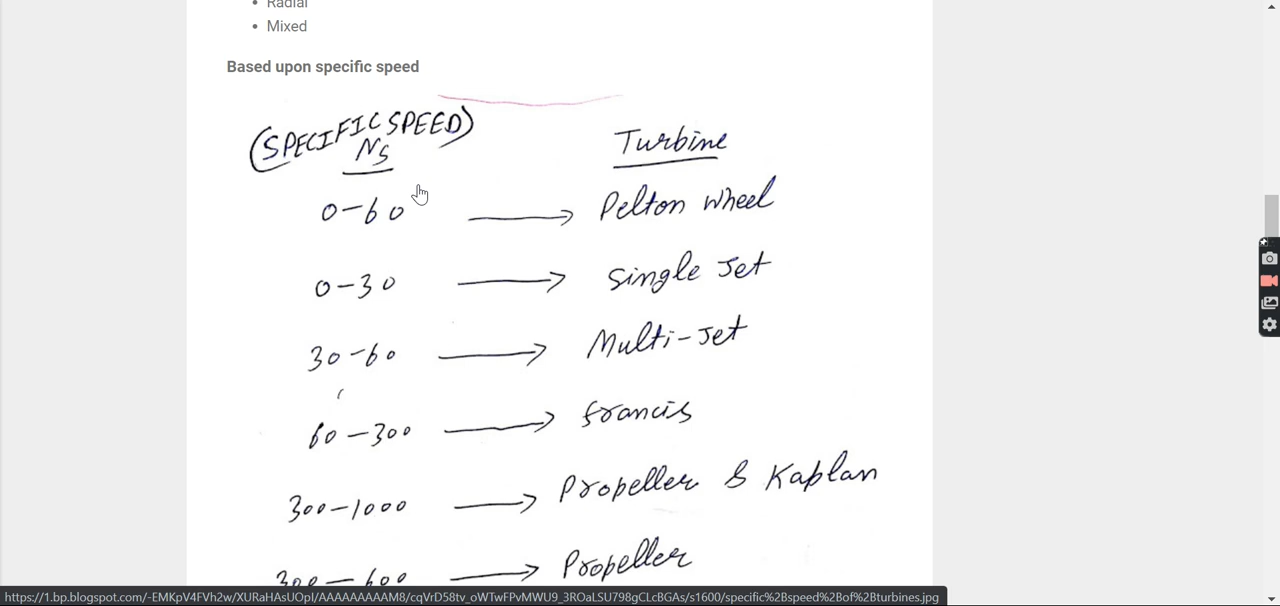 Radial
Mixed
Based upon specific speed
(SPECIFIC SPEED)
Ns
Turbine
0-60 → Pelton wheel
0-30 → Single Jet
30-60 → Multi-Jet
60-300 → francis
300-1000 → Propeller & Kaplan
300-600 → Propeller
https://1.bp.blogspot.com/-EMKpV4FVh2w/XURaHAsUOpI/AAAAAAAAAM8/cqVrD58tv_oWTwFPvMWU9_3ROaLSU798gCLcBGAs/s1600/specific%2Bspeed%2Bof%2Bturbines.jpg